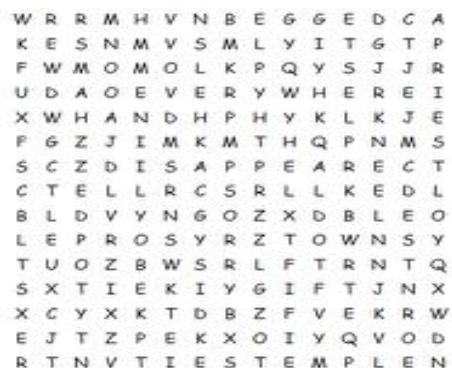 W R R M H V N B E G G E D C A
K E S N M V S M L Y I T G T P
F W M O M O L K P Q Y S J J R
U D A O E V E R Y W H E R E I
X W H A N D H P H Y K L K J E
F G Z J I M K M T H Q P N M S
S C Z D I S A P P E A R E C T
C T E L L R C S R L L K E D L
B L D V Y N G O Z X D B L E O
L E P R O S Y R Z T O W N S Y
T U O Z B W S R L F T R N T Q
S X T I E K I Y G I F T J N X
X C Y X K T D B Z F V E K R W
E J T Z P E K X O I Y Q V O D
R T N V T I E S T E M P L E N